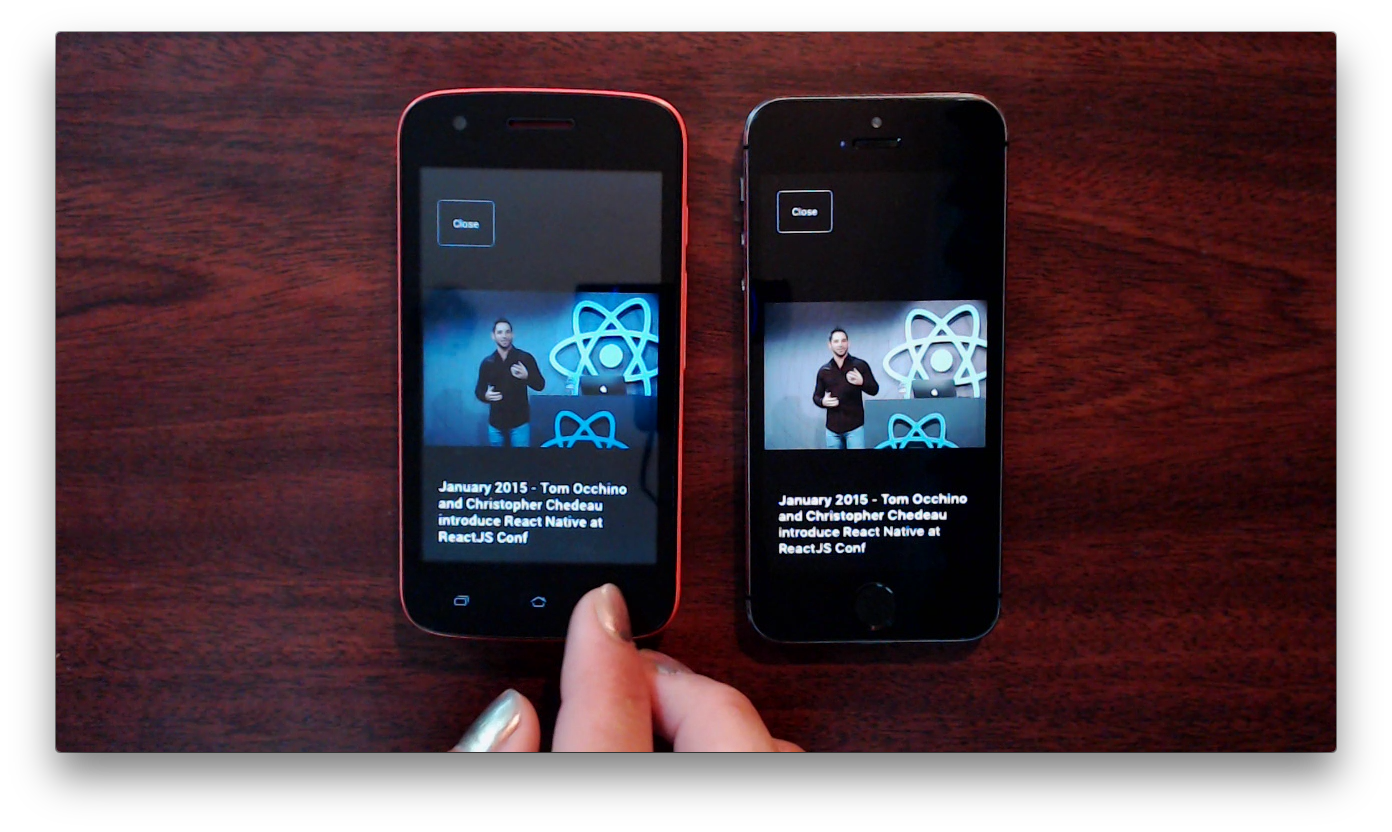 Close
January 2015 - Tom Occhino
and Christopher Chedeau
introduce React Native at
ReactJS Conf
Close
January 2015 - Tom Occhino
and Christopher Chedeau
introduce React Native at
ReactJS Conf